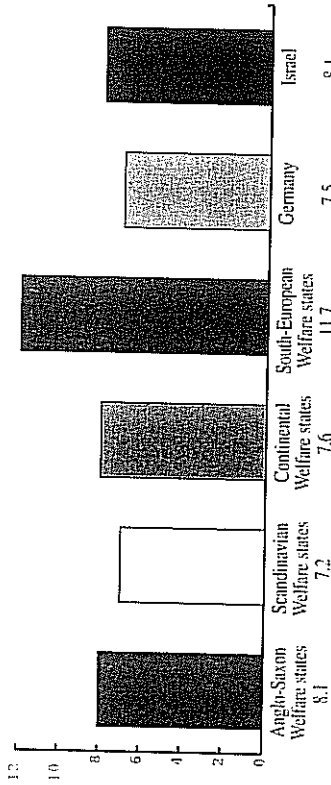 12
10
8
6
4
2
0
Anglo-Saxon
Welfare states
8.1
Scandinavian
Welfare states
7.2
Continental
Welfare states
7.6
South-European
Welfare states
11.7
Germany
7.5
Israel
8.1